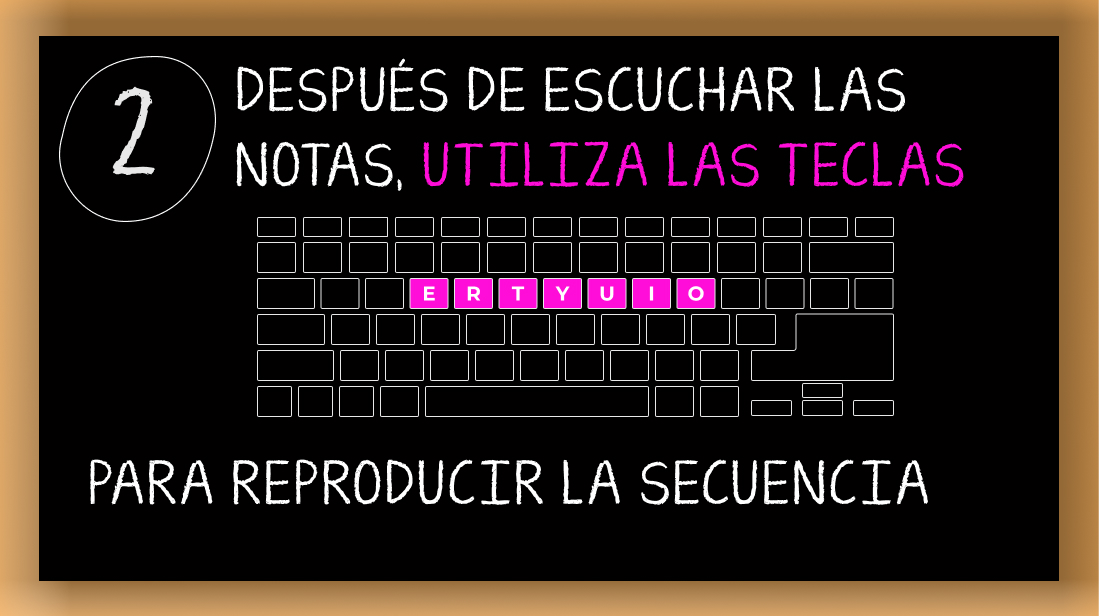 2
DESPUÉS DE ESCUCHAR LAS
NOTAS, UTILIZA LAS TECLAS
E R T Y U I O
PARA REPRODUCIR LA SECUENCIA